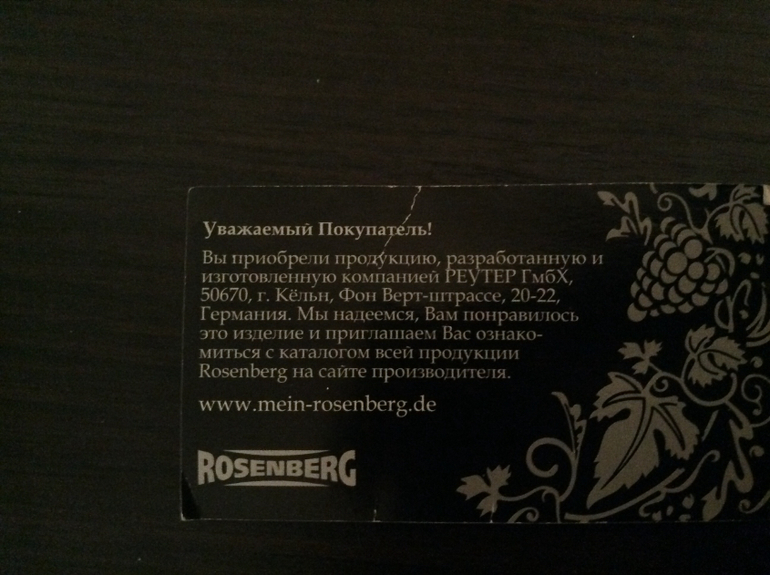 Уважаемый Покупатель!
Вы приобрели продукцию, разработанную и
изготовленную компанией РЕУТЕР ГмбХ,
50670, г. Кёльн, Фон Верт-штрассе, 20-22,
Германия. Мы надеемся, Вам понравилось
это изделие и приглашаем Вас ознако-
миться с каталогом всей продукции
Rosenberg на сайте производителя.
www.mein-rosenberg.de
ROSENBERG